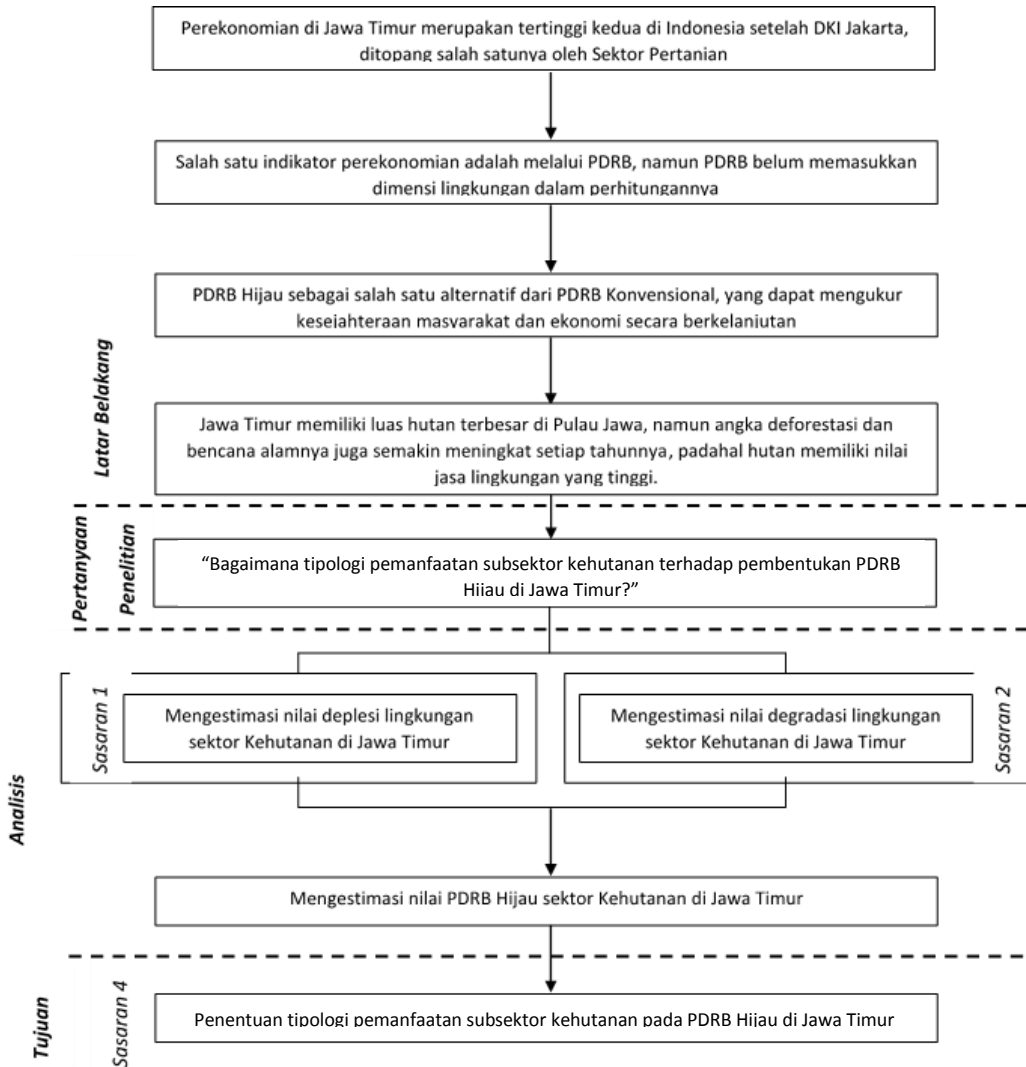 Perekonomian di Jawa Timur merupakan tertinggi kedua di Indonesia setelah DKI Jakarta,
ditopang salah satunya oleh Sektor Pertanian
Salah satu indikator perekonomian adalah melalui PDRB, namun PDRB belum memasukkan
dimensi lingkungan dalam perhitungannya
Latar Belakang
PDRB Hijau sebagai salah satu alternatif dari PDRB Konvensional, yang dapat mengukur
kesejahteraan masyarakat dan ekonomi secara berkelanjutan
Jawa Timur memiliki luas hutan terbesar di Pulau Jawa, namun angka deforestasi dan
bencana alamnya juga semakin meningkat setiap tahunnya, padahal hutan memiliki nilai
jasa lingkungan yang tinggi.
Pertanyaan
Penelitian
“Bagaimana tipologi pemanfaatan subsektor kehutanan terhadap pembentukan PDRB
Hijau di Jawa Timur?”
Analisis
Sasaran 1
Mengestimasi nilai deplesi lingkungan
sektor Kehutanan di Jawa Timur
Mengestimasi nilai degradasi lingkungan
sektor Kehutanan di Jawa Timur
Sasaran 2
Mengestimasi nilai PDRB Hijau sektor Kehutanan di Jawa Timur
Tujuan
Sasaran 4
Penentuan tipologi pemanfaatan subsektor kehutanan pada PDRB Hijau di Jawa Timur